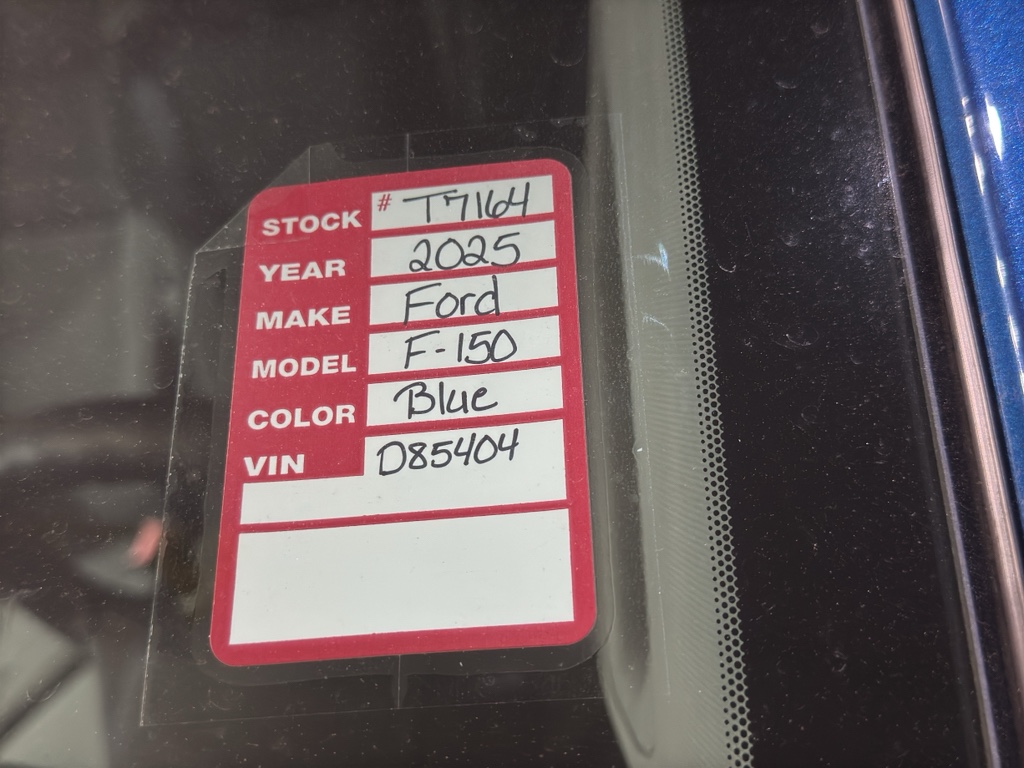 STOCK # T7164
YEAR 2025
MAKE Ford
MODEL F-150
COLOR Blue
VIN D85404